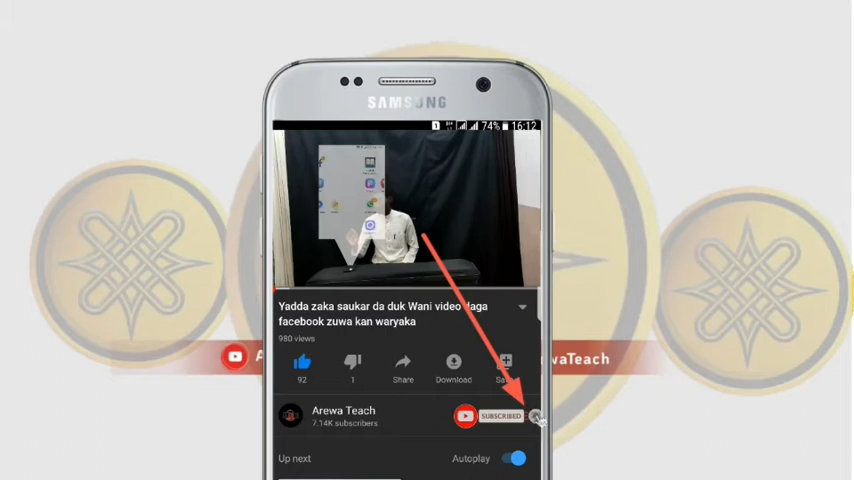 SAMSUNG
74% 16:12
Yadda zaka saukar da duk Wani video daga
facebook zuwa kan waryaka
980 views
92
1
Share
Download
Arewa Teach
7.14K subscribers
SUBSCRIBED
Up next
Autoplay